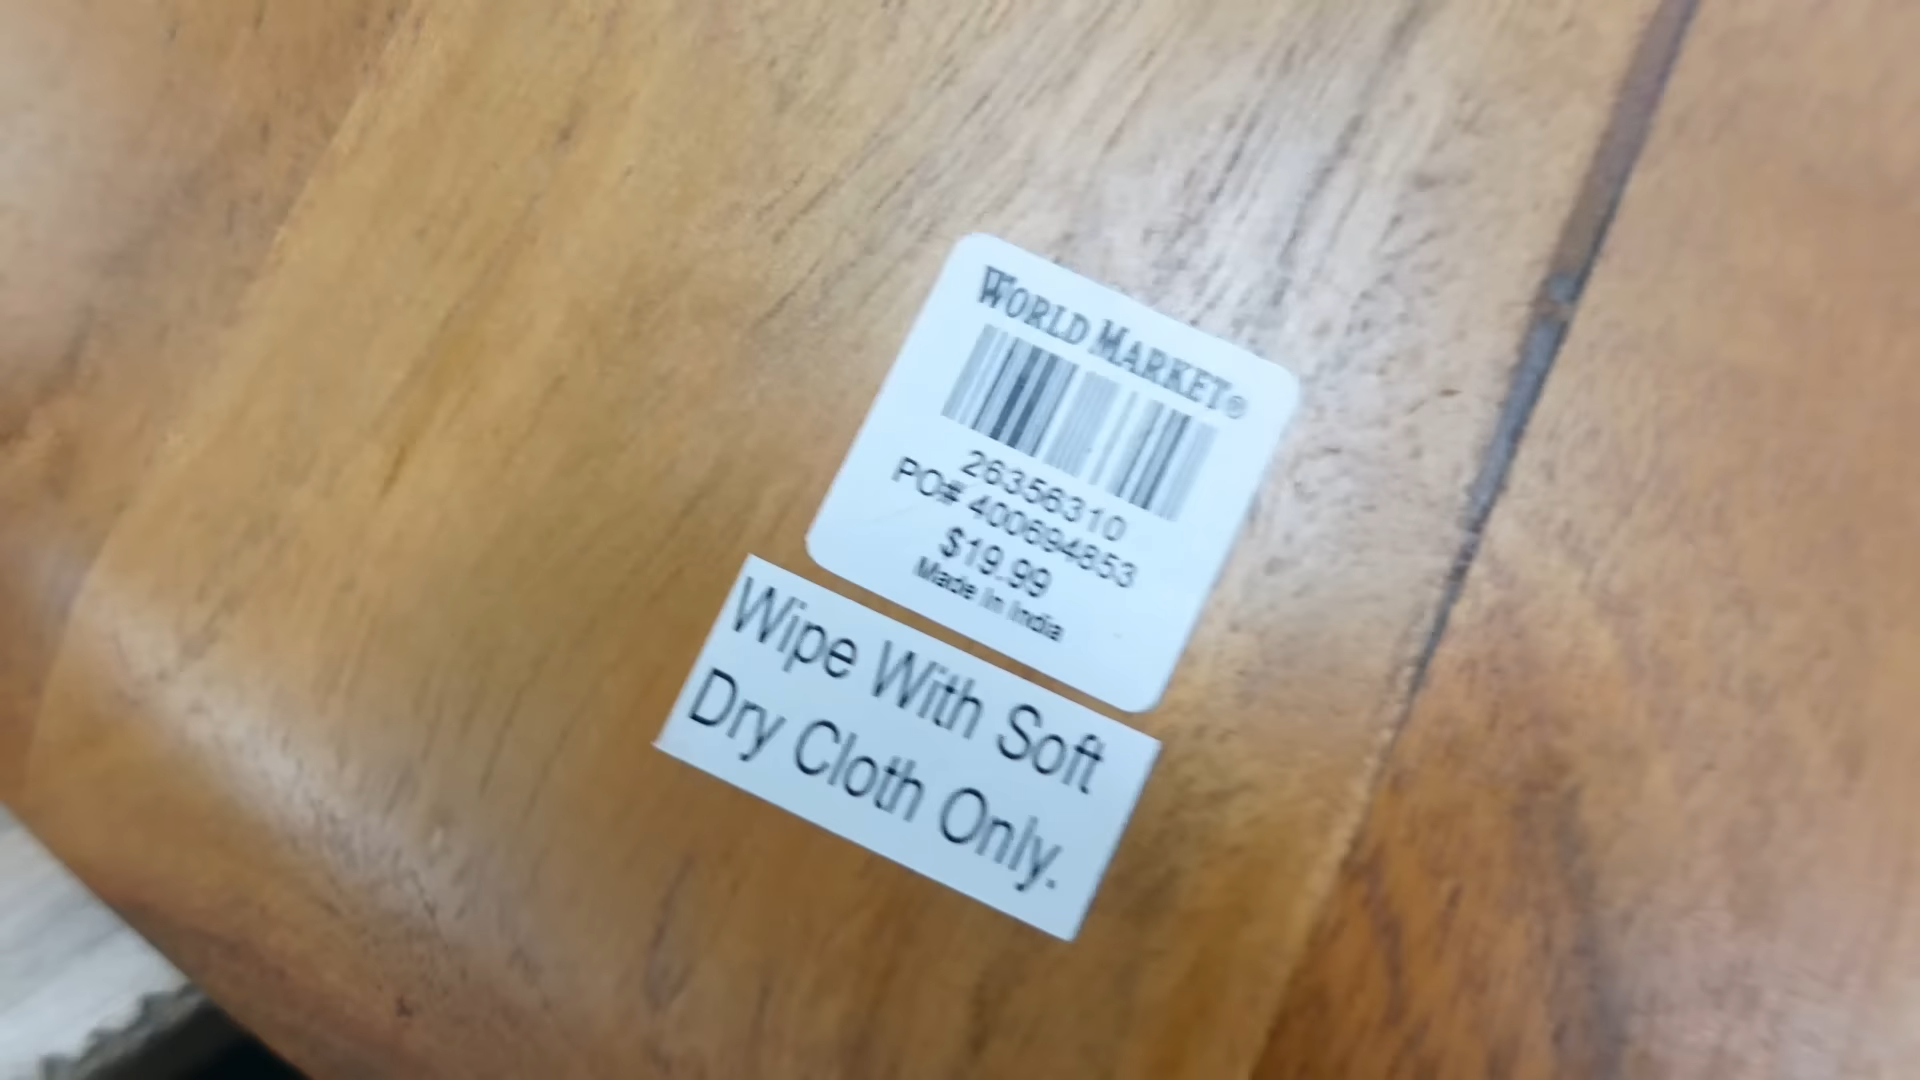 WORLD MARKET®
26356310
PO# 400694853
$19.99
Made In India
Wipe With Soft
Dry Cloth Only.